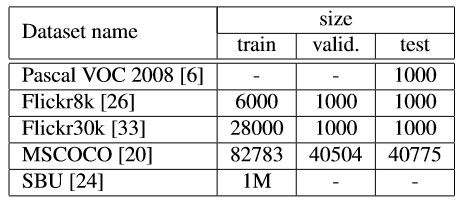 Dataset name size
train valid. test
Pascal VOC 2008 [6] - - 1000
Flickr8k [26] 6000 1000 1000
Flickr30k [33] 28000 1000 1000
MSCOCO [20] 82783 40504 40775
SBU [24] 1M - -